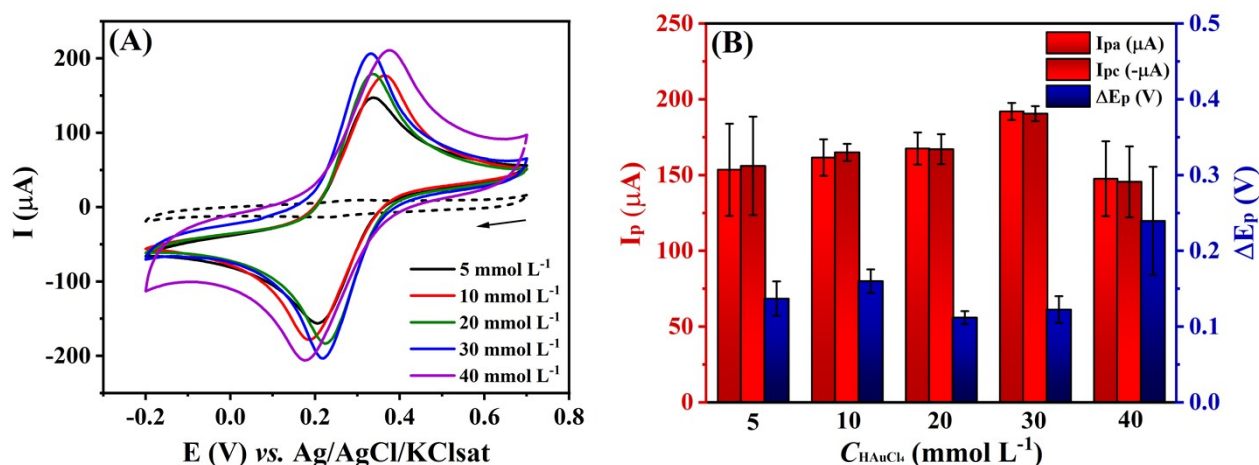 (A)
200
100
0
-100
-200
I (µA)
5 mmol L⁻¹
10 mmol L⁻¹
20 mmol L⁻¹
30 mmol L⁻¹
40 mmol L⁻¹
-0.2 0.0 0.2 0.4 0.6 0.8
E (V) vs. Ag/AgCl/KClsat
(B)
Ipa (µA)
Ipc (-µA)
ΔEp (V)
250
200
150
100
50
0
Ip (µA)
0.5
0.4
0.3
0.2
0.1
0.0
ΔEp (V)
5 10 20 30 40
CHAuCl₄ (mmol L⁻¹)